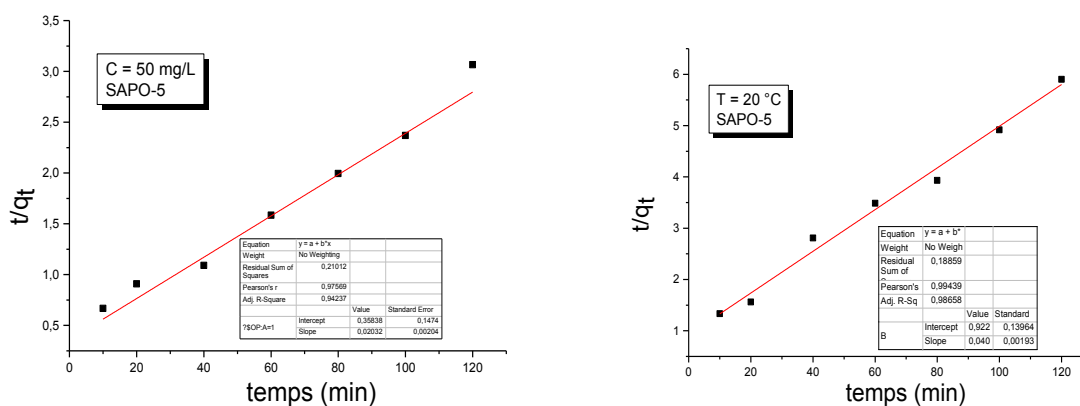 3,5
3,0
2,5
2,0
1,5
1,0
0,5
t/qt
C = 50 mg/L
SAPO-5
Equation y = a + b*x
Weight No Weighting
Residual Sum of Squares 0,21012
Pearson's r 0,97569
Adj. R-Square 0,94237
Value Standard Error
?$OP:A=1 Intercept 0,35838 0,1474
Slope 0,02032 0,00204
0 20 40 60 80 100 120
temps (min)
6
5
4
3
2
1
t/qt
T = 20 °C
SAPO-5
Equation y = a + b*
Weight No Weigh
Residual Sum of 0,18859
Pearson's 0,99439
Adj. R-Sq 0,98658
Value Standard
B Intercept 0,922 0,13964
Slope 0,040 0,00193
0 20 40 60 80 100 120
temps (min)